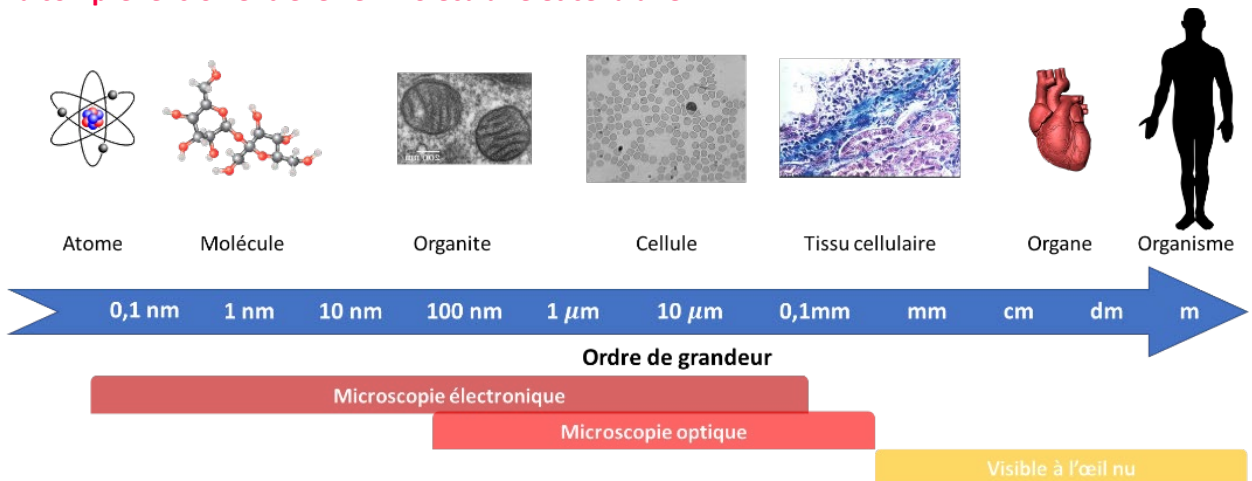 Atome Molécule Organite Cellule Tissu cellulaire Organe Organisme
0,1 nm 1 nm 10 nm 100 nm 1 μm 10 μm 0,1mm mm cm dm m
Ordre de grandeur
Microscopie électronique
Microscopie optique
Visible à l'œil nu